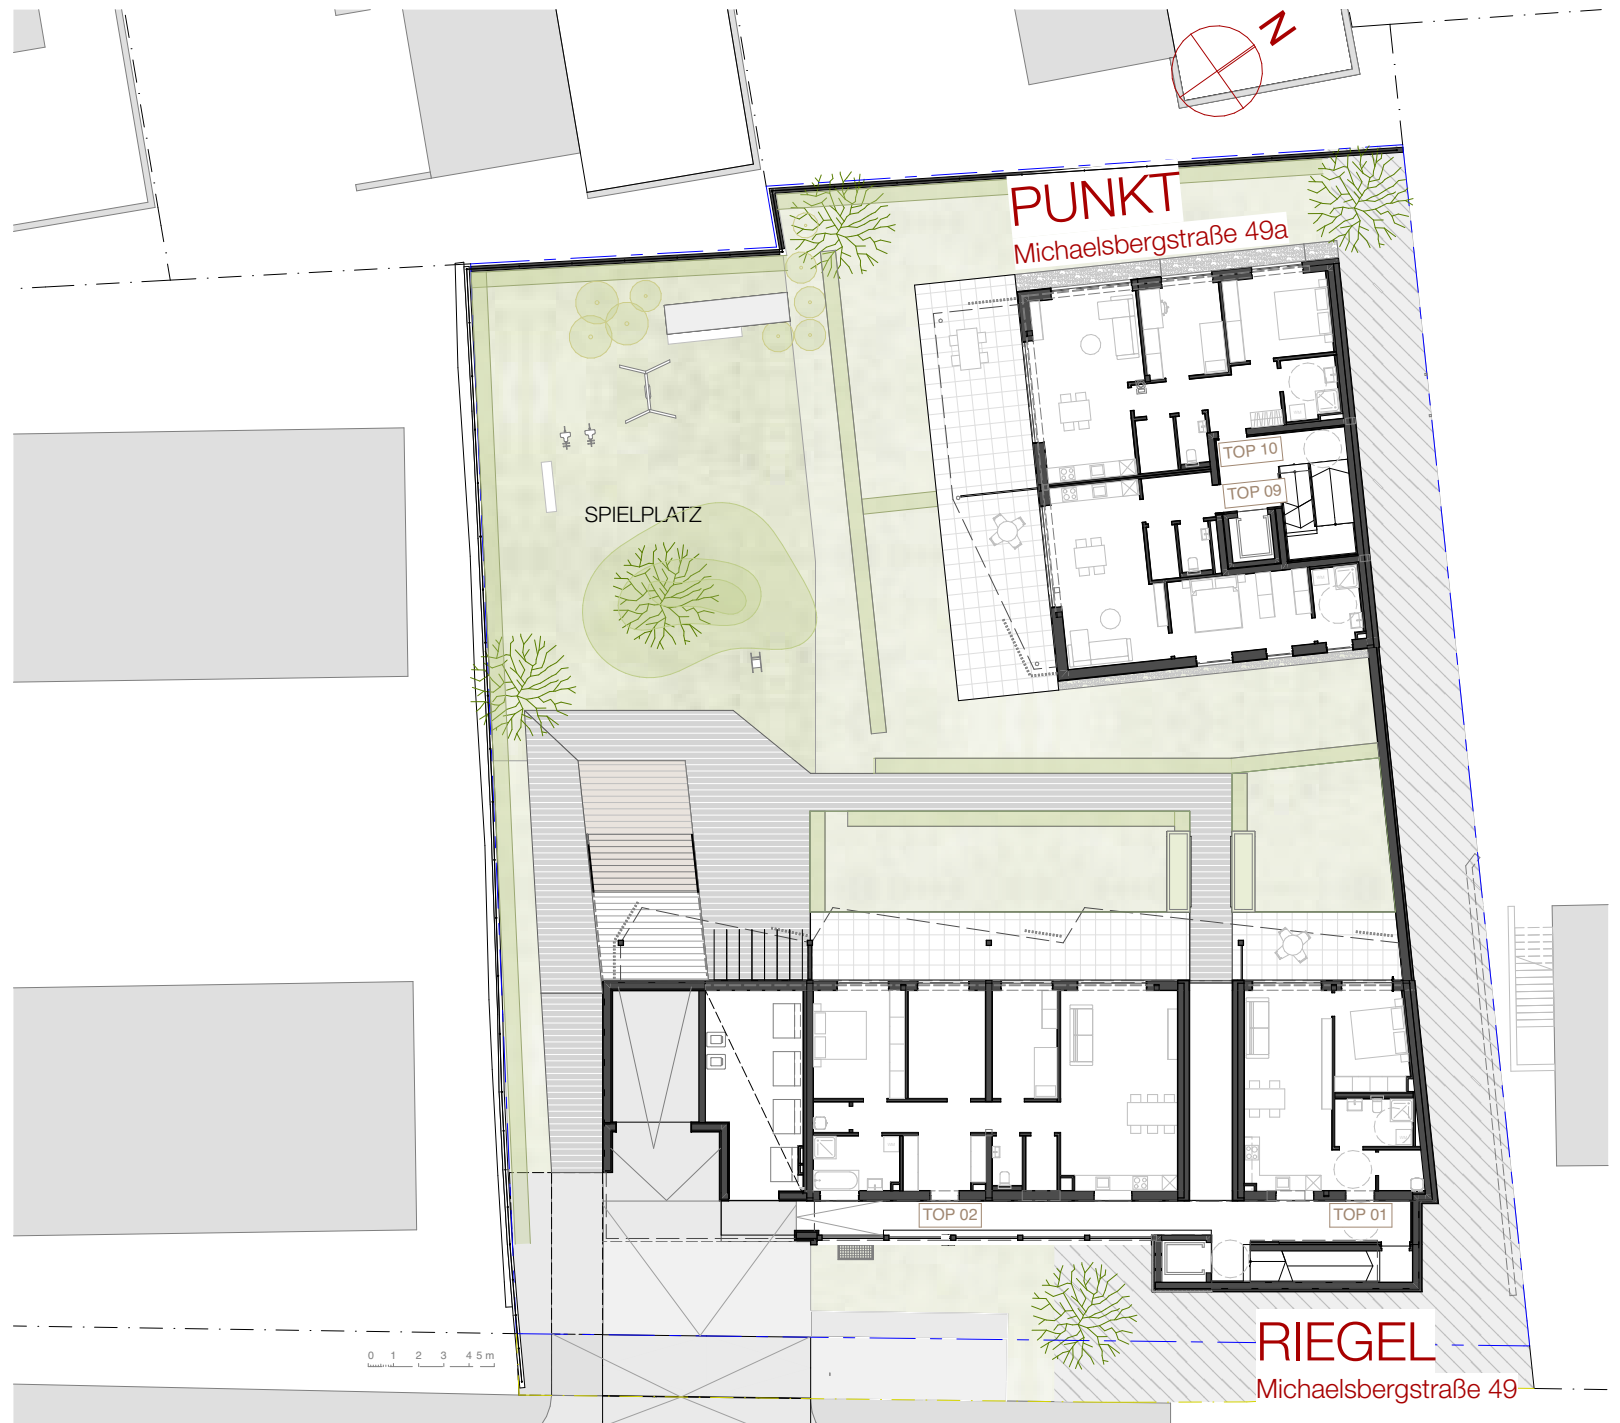 N
PUNKT
Michaelsbergstraße 49a
TOP 10
TOP 09
SPIELPLATZ
TOP 02
TOP 01
RIEGEL
Michaelsbergstraße 49
0 1 2 3 4 5 m